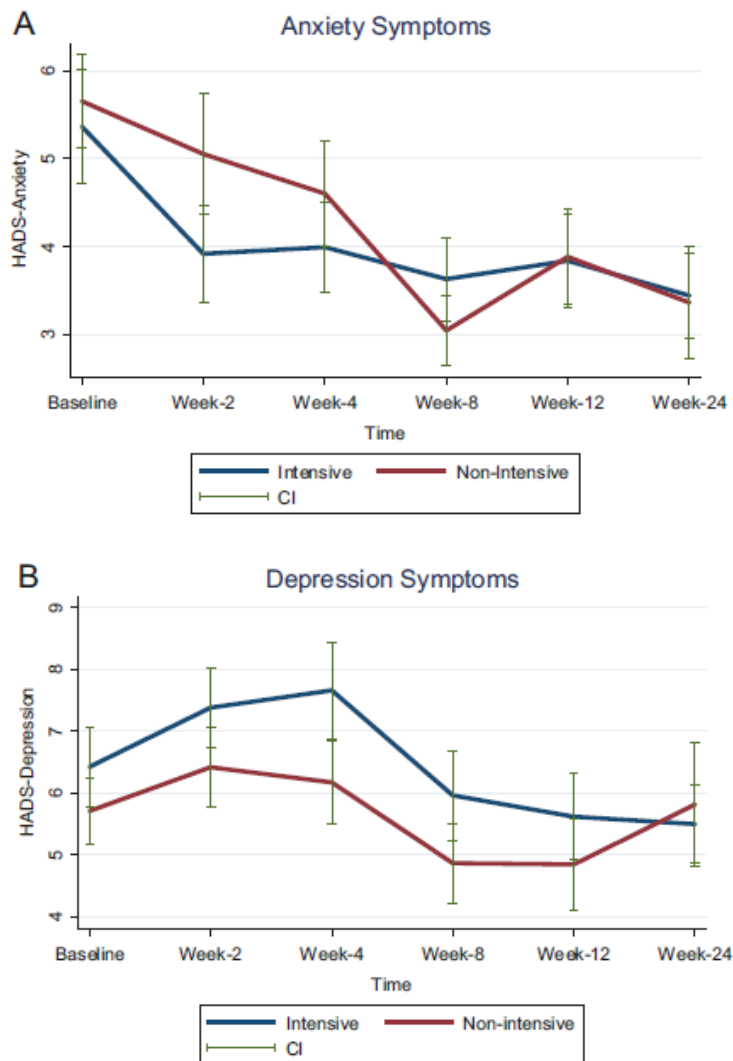 A
Anxiety Symptoms
6
5
4
3
HADS-Anxiety
Baseline Week-2 Week-4 Week-8 Week-12 Week-24
Time
Intensive Non-Intensive
CI
B
Depression Symptoms
9
8
7
6
5
4
HADS-Depression
Baseline Week-2 Week-4 Week-8 Week-12 Week-24
Time
Intensive Non-intensive
CI